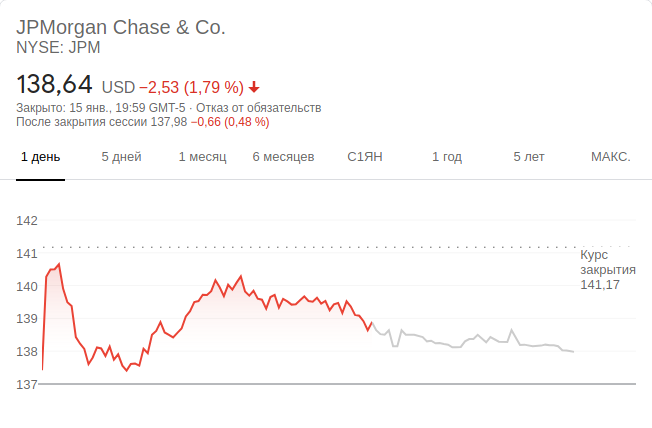 JPMorgan Chase & Co.
NYSE: JPM
138,64 USD −2,53 (1,79 %)
Закрыто: 15 янв., 19:59 GMT-5 · Отказ от обязательств
После закрытия сессии 137,98 −0,66 (0,48 %)
1 день 5 дней 1 месяц 6 месяцев С1ЯН 1 год 5 лет МАКС.
142
141
140
139
138
137
Курс
закрытия
141,17